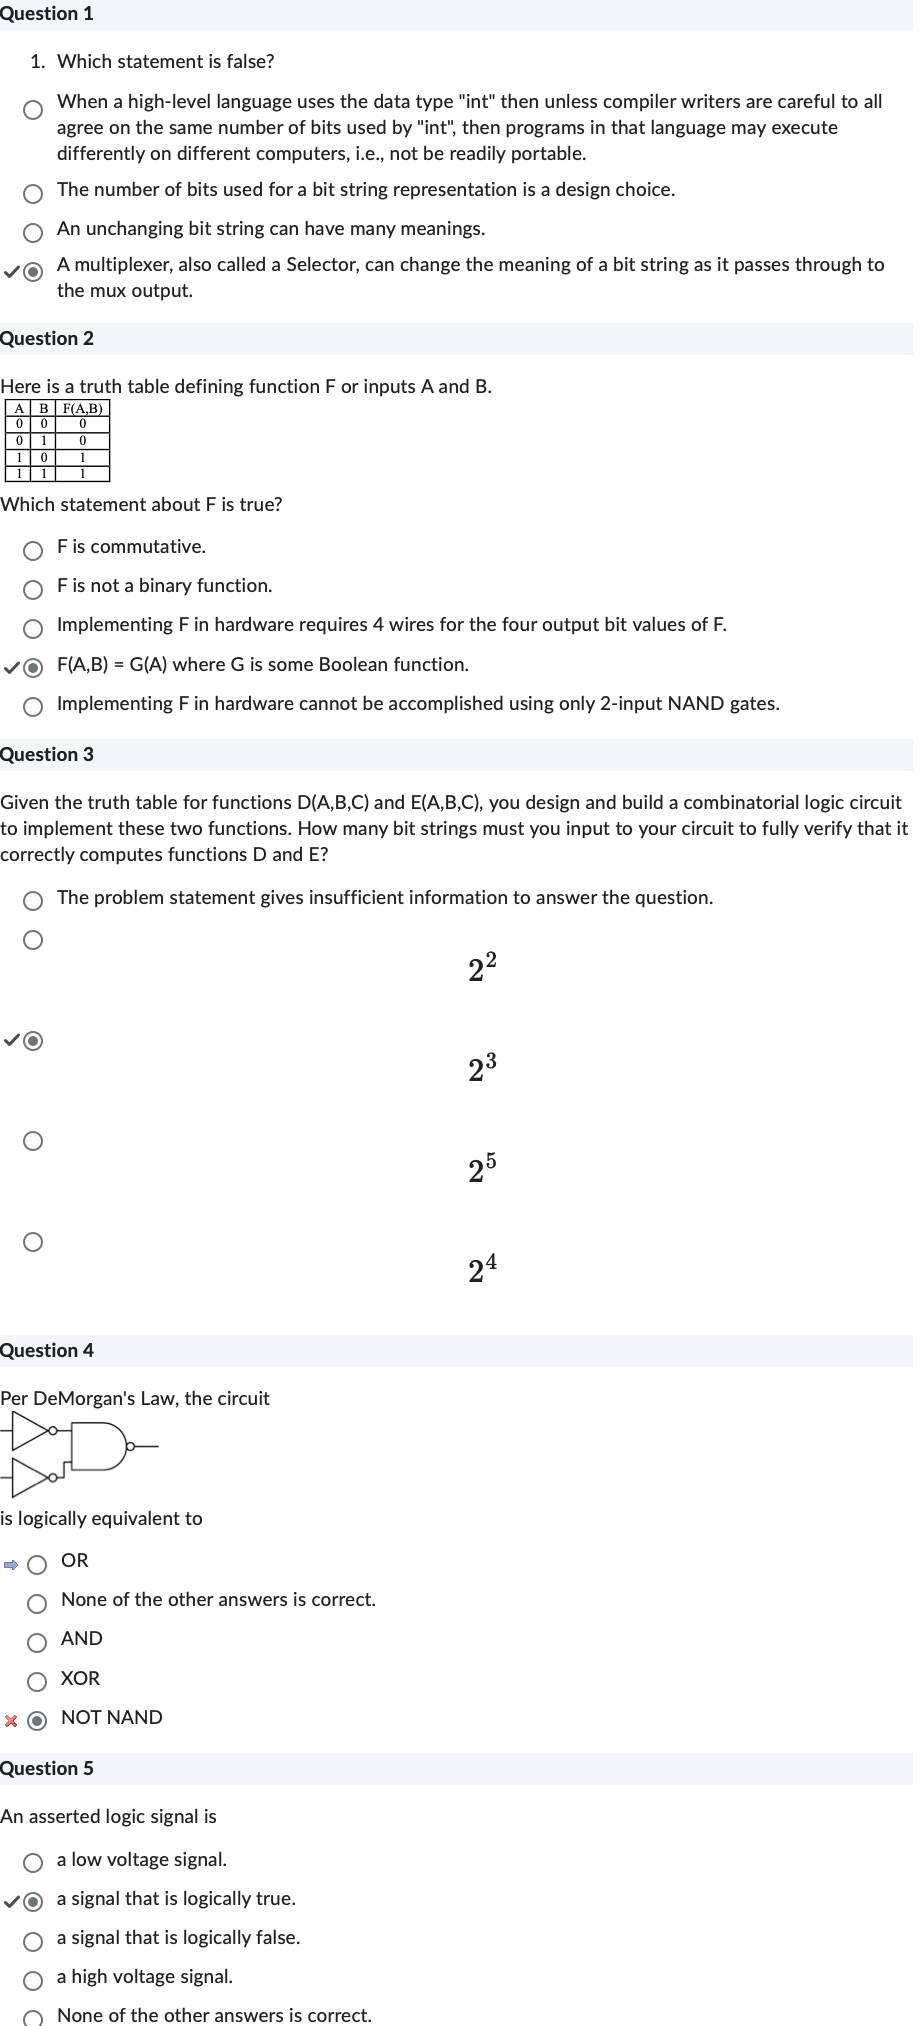 Question 1
1. Which statement is false?
When a high-level language uses the data type "int" then unless compiler writers are careful to all
agree on the same number of bits used by "int", then programs in that language may execute
differently on different computers, i.e., not be readily portable.
The number of bits used for a bit string representation is a design choice.
An unchanging bit string can have many meanings.
A multiplexer, also called a Selector, can change the meaning of a bit string as it passes through to
the mux output.
Question 2
Here is a truth table defining function F or inputs A and B.
A B F(A,B)
0 0 0
0 1 0
1 0 1
1 1 1
Which statement about F is true?
F is commutative.
F is not a binary function.
Implementing F in hardware requires 4 wires for the four output bit values of F.
F(A,B) = G(A) where G is some Boolean function.
Implementing F in hardware cannot be accomplished using only 2-input NAND gates.
Question 3
Given the truth table for functions D(A,B,C) and E(A,B,C), you design and build a combinatorial logic circuit
to implement these two functions. How many bit strings must you input to your circuit to fully verify that it
correctly computes functions D and E?
The problem statement gives insufficient information to answer the question.
2²
2³
2⁵
2⁴
Question 4
Per DeMorgan's Law, the circuit
is logically equivalent to
OR
None of the other answers is correct.
AND
XOR
NOT NAND
Question 5
An asserted logic signal is
a low voltage signal.
a signal that is logically true.
a signal that is logically false.
a high voltage signal.
None of the other answers is correct.